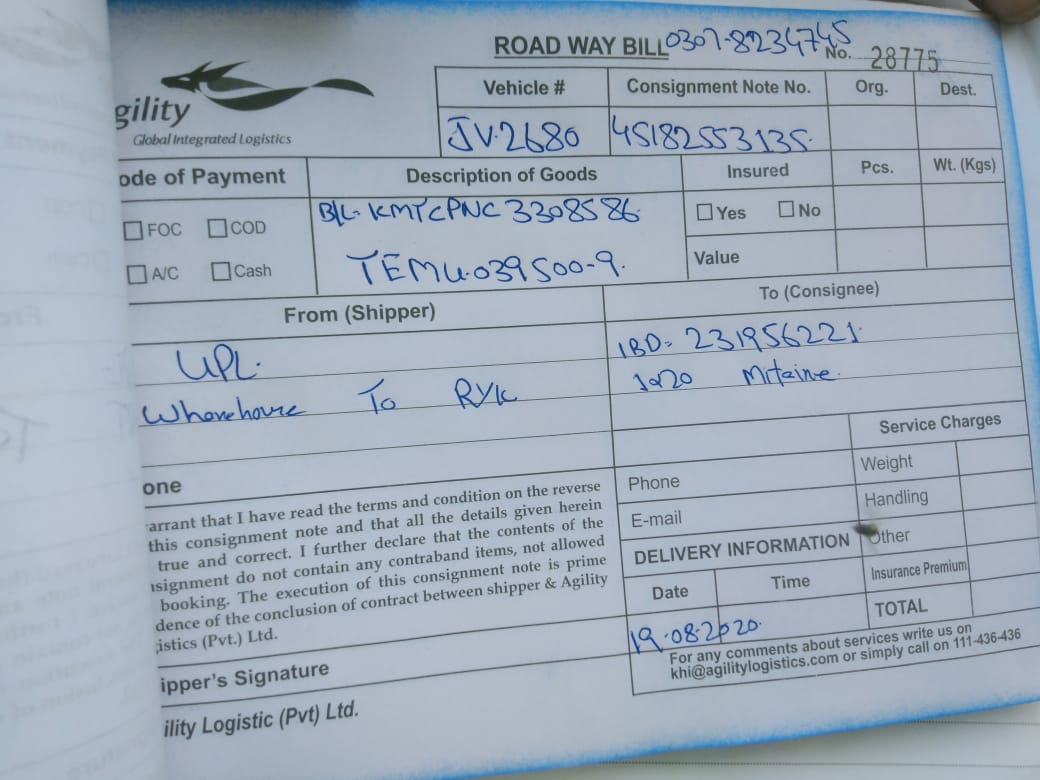 ROAD WAY BILL 0307-8234745
No. 28775
gility
Global Integrated Logistics
Vehicle # Consignment Note No. Org. Dest.
JV-2680 45182553135
ode of Payment Description of Goods Insured Pcs. Wt. (Kgs)
FOC COD B/L- KMTCPNC 3308586 Yes No
A/C Cash TEMU-039500-9. Value
From (Shipper) To (Consignee)
UPL. IBD- 231956221
Wharehouse To RYK 1x20 Mitaine
Service Charges
one Phone Weight
E-mail Handling
arrant that I have read the terms and condition on the reverse
this consignment note and that all the details given herein
true and correct. I further declare that the contents of the
nsignment do not contain any contraband items, not allowed
booking. The execution of this consignment note is prime
dence of the conclusion of contract between shipper & Agility
istics (Pvt.) Ltd.
DELIVERY INFORMATION Other
Date Time Insurance Premium
TOTAL
19-08-2020
ipper's Signature
For any comments about services write us on
khi@agilitylogistics.com or simply call on 111-436-436
ility Logistic (Pvt) Ltd.